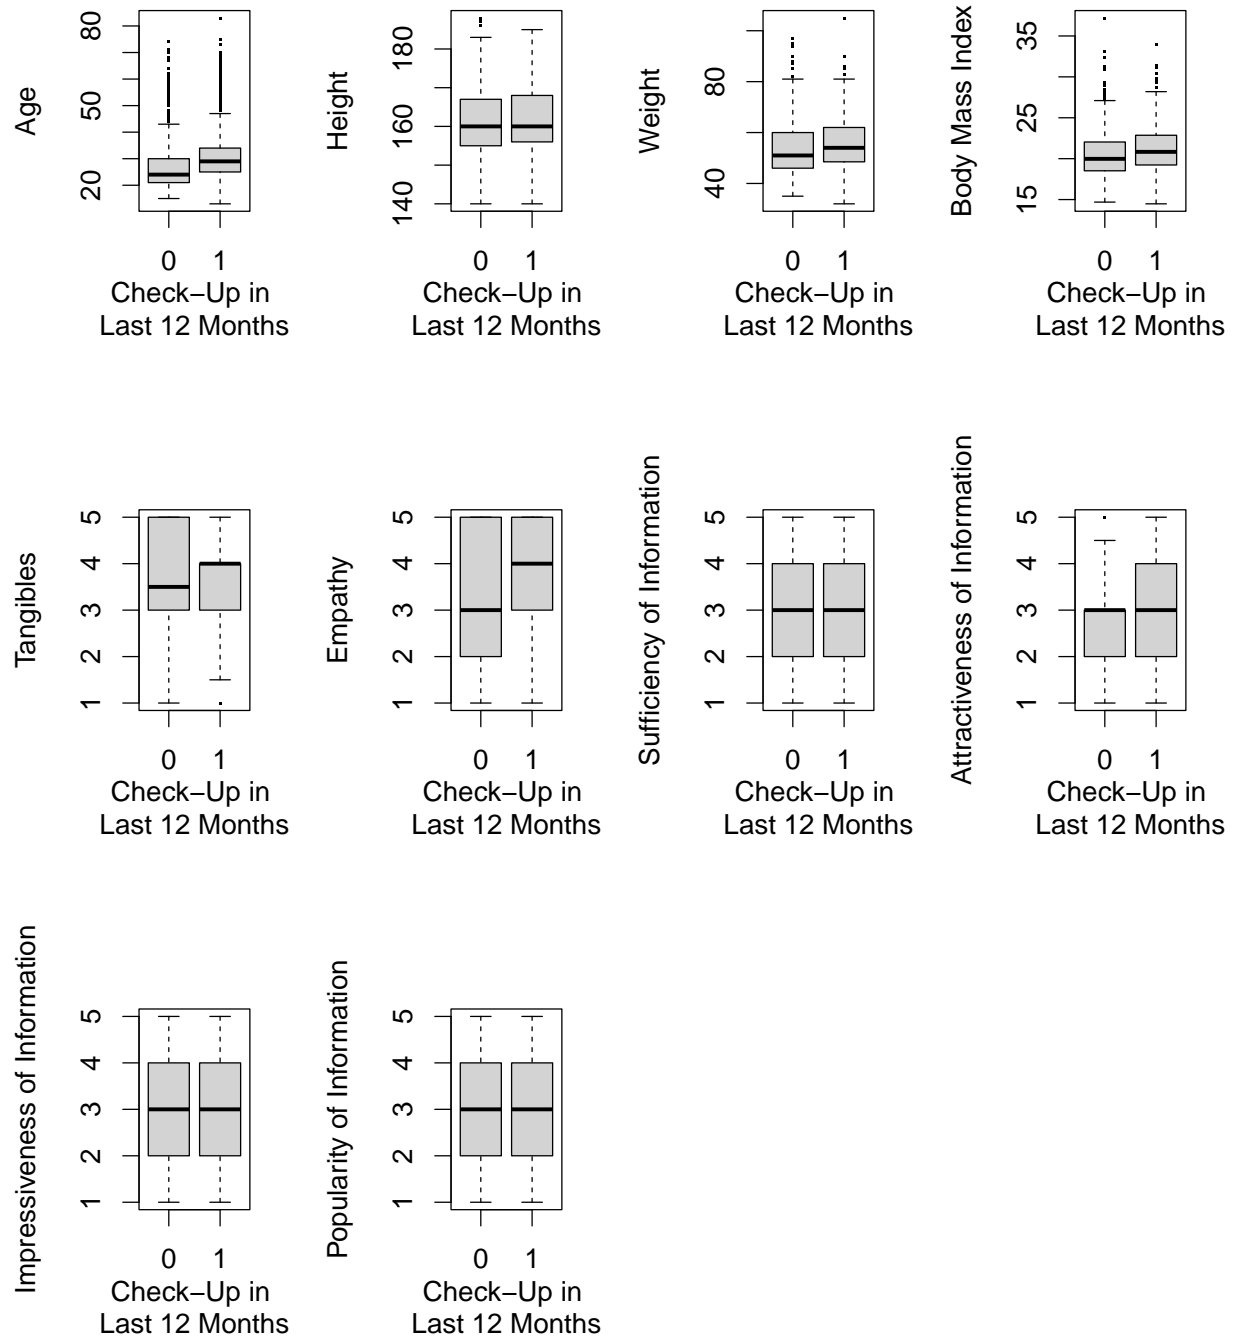 Age
80
50
20
0 1
Check−Up in
Last 12 Months
Height
180
160
140
0 1
Check−Up in
Last 12 Months
Weight
80
40
0 1
Check−Up in
Last 12 Months
Body Mass Index
35
25
15
0 1
Check−Up in
Last 12 Months
Tangibles
5
4
3
2
1
0 1
Check−Up in
Last 12 Months
Empathy
5
4
3
2
1
0 1
Check−Up in
Last 12 Months
Sufficiency of Information
5
4
3
2
1
0 1
Check−Up in
Last 12 Months
Attractiveness of Information
5
4
3
2
1
0 1
Check−Up in
Last 12 Months
Impressiveness of Information
5
4
3
2
1
0 1
Check−Up in
Last 12 Months
Popularity of Information
5
4
3
2
1
0 1
Check−Up in
Last 12 Months